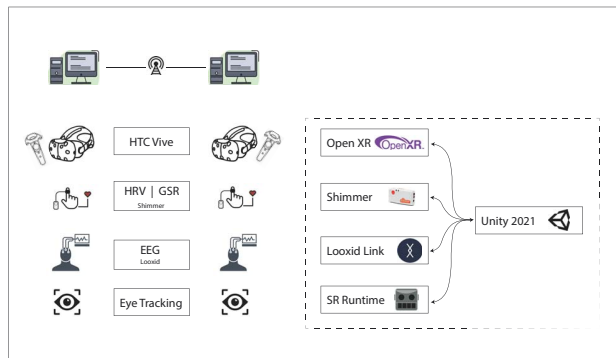 HTC Vive
HRV | GSR
Shimmer
EEG
Looxid
Eye Tracking
Open XR OpenXR.
Shimmer
Looxid Link
SR Runtime
Unity 2021